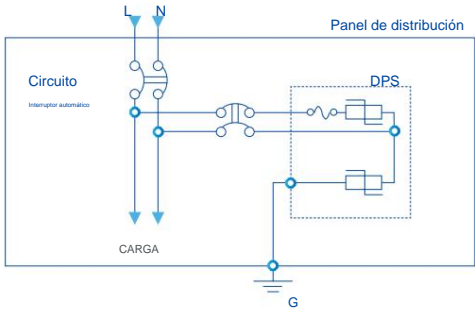 L N
Panel de distribución
Circuito
Interruptor automático
DPS
CARGA
G